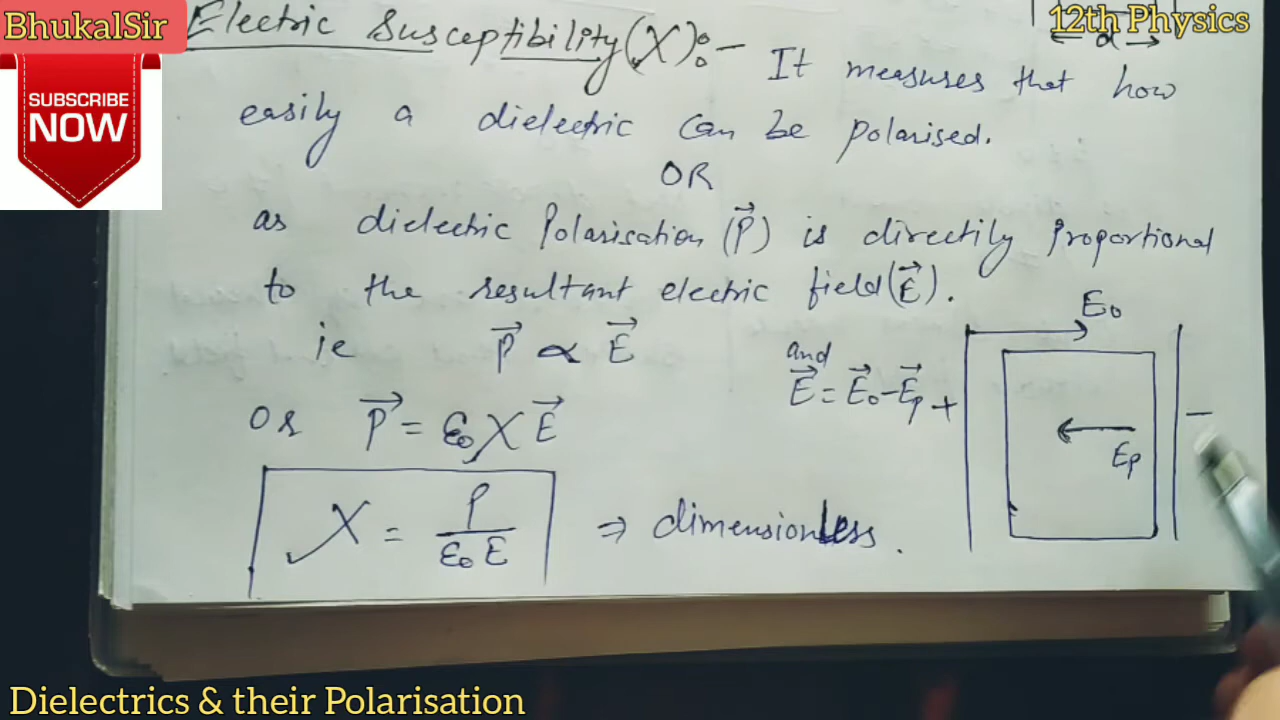 BhukalSir
12th Physics
SUBSCRIBE
NOW
Electric Susceptibility(χ):- It measures that how
easily a dielectric can be polarised.
OR
as dielectric Polarisation (P⃗) is directily proportional
to the resultant electric field(E⃗).
ie P⃗ ∝ E⃗
and
E⃗ = E⃗₀ - E⃗p
or P⃗ = ε₀ χ E⃗
χ = P / ε₀ E ⇒ dimensionless.
E₀
+ -
Ep
Dielectrics & their Polarisation